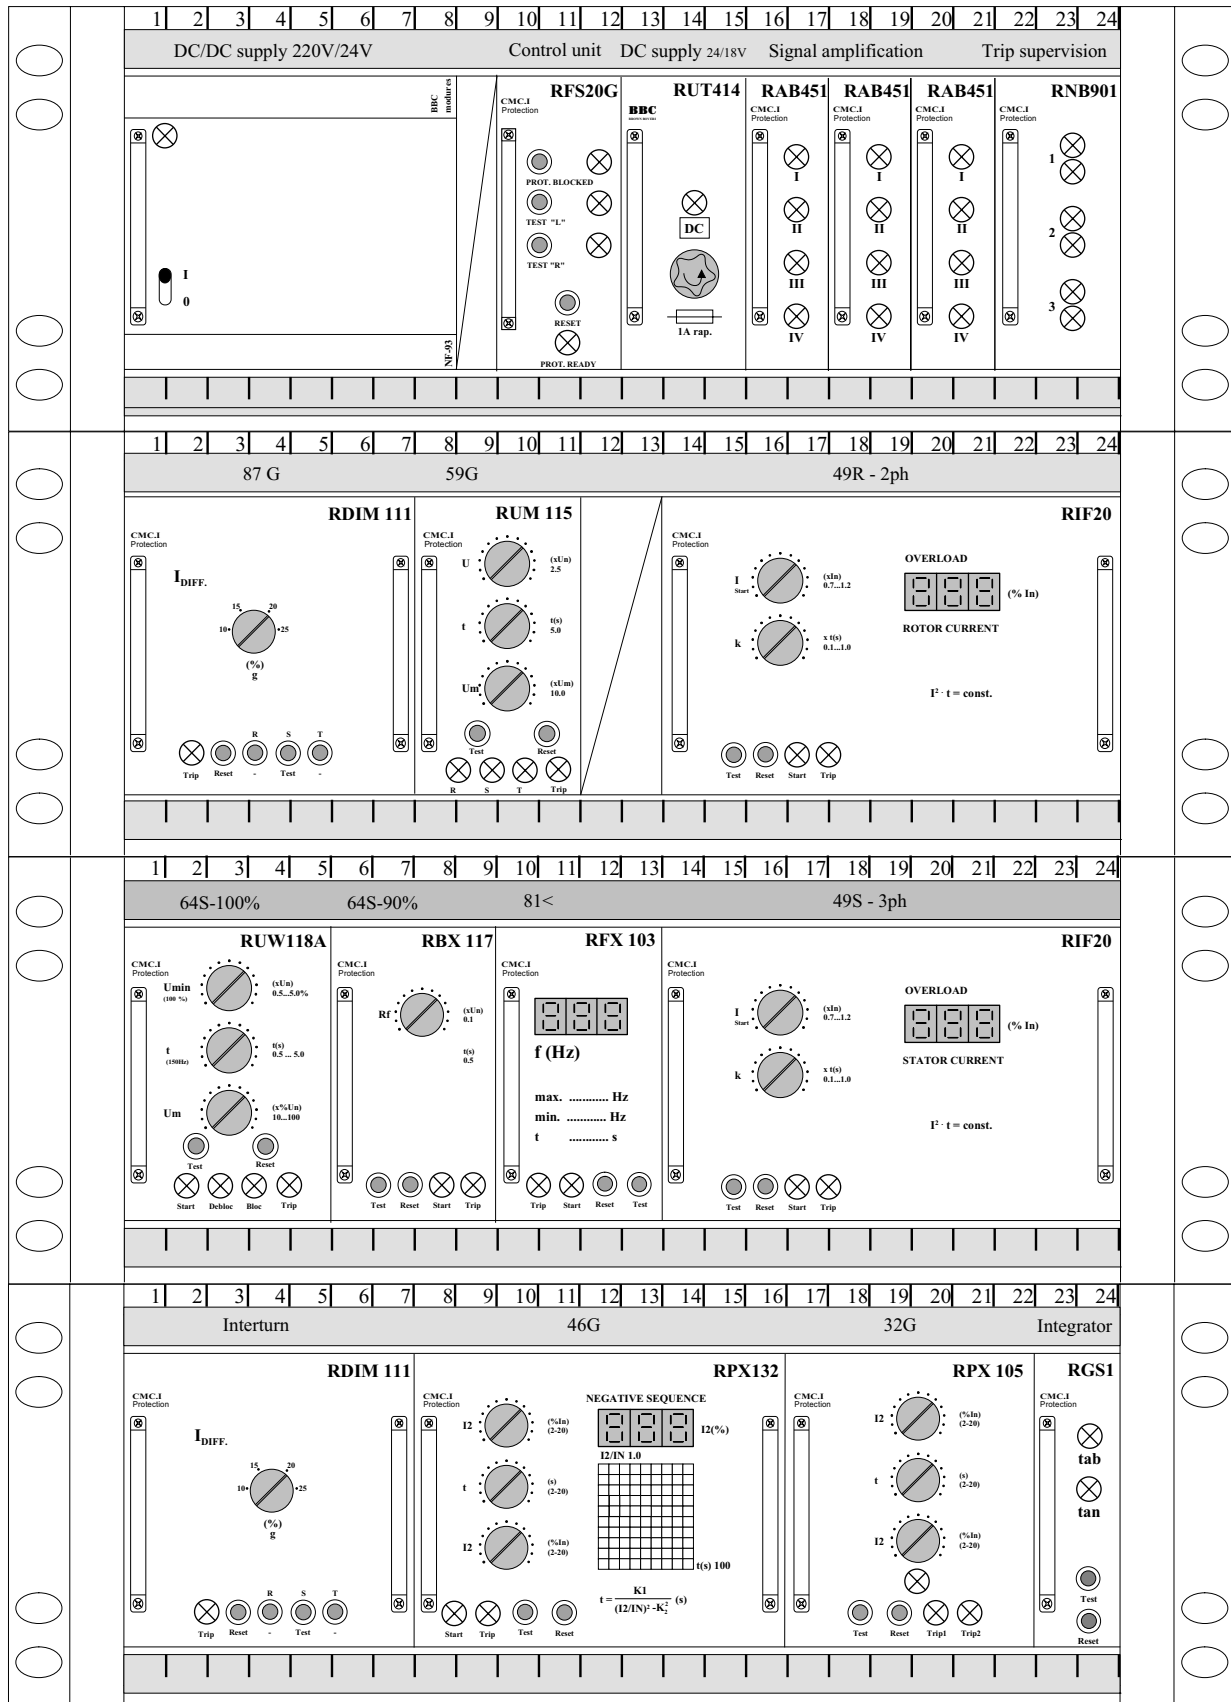 1 2 3 4 5 6 7 8 9 10 11 12 13 14 15 16 17 18 19 20 21 22 23 24
DC/DC supply 220V/24V Control unit DC supply 24/18V Signal amplification Trip supervision
BBC
modures
NF-93
I
0
RFS20G
CMC.I
Protection
PROT. BLOCKED
TEST "L"
TEST "R"
RESET
PROT. READY
RUT414
BBC
BROWN BOVERI
DC
1A rap.
RAB451
CMC.I
Protection
I
II
III
IV
RAB451
CMC.I
Protection
I
II
III
IV
RAB451
CMC.I
Protection
I
II
III
IV
RNB901
CMC.I
Protection
1
2
3
1 2 3 4 5 6 7 8 9 10 11 12 13 14 15 16 17 18 19 20 21 22 23 24
87 G 59G 49R - 2ph
RDIM 111
CMC.I
Protection
I DIFF.
15 20
10 25
(%)
g
R S T
Trip Reset - Test -
RUM 115
CMC.I
Protection
U (xUn)
2.5
t t(s)
5.0
Um (xUm)
10.0
Test Reset
R S T Trip
RIF20
CMC.I
Protection
I Start (xIn)
0.7...1.2
k x t(s)
0.1...1.0
OVERLOAD
888 (% In)
ROTOR CURRENT
I² · t = const.
Test Reset Start Trip
1 2 3 4 5 6 7 8 9 10 11 12 13 14 15 16 17 18 19 20 21 22 23 24
64S-100% 64S-90% 81< 49S - 3ph
RUW118A
CMC.I
Protection
Umin (xUn)
(100 %) 0.5...5.0%
t t(s)
(150Hz) 0.5 ... 5.0
Um (x%Un)
10...100
Test Reset
Start Debloc Bloc Trip
RBX 117
CMC.I
Protection
Rf (xUn)
0.1
t(s)
0.5
Test Reset Start Trip
RFX 103
CMC.I
Protection
888
f (Hz)
max. ............ Hz
min. ............ Hz
t ............ s
Trip Start Reset Test
RIF20
CMC.I
Protection
I Start (xIn)
0.7...1.2
k x t(s)
0.1...1.0
OVERLOAD
888 (% In)
STATOR CURRENT
I² · t = const.
Test Reset Start Trip
1 2 3 4 5 6 7 8 9 10 11 12 13 14 15 16 17 18 19 20 21 22 23 24
Interturn 46G 32G Integrator
RDIM 111
CMC.I
Protection
I DIFF.
15 20
10 25
(%)
g
R S T
Trip Reset - Test -
RPX132
CMC.I
Protection
I2 (%In)
(2-20)
t (s)
(2-20)
I2 (%In)
(2-20)
NEGATIVE SEQUENCE
888 I2(%)
I2/IN 1.0
t(s) 100
t = K1 / (I2/IN)² -K₂² (s)
Start Trip Test Reset
RPX 105
CMC.I
Protection
I2 (%In)
(2-20)
t (s)
(2-20)
I2 (%In)
(2-20)
Test Reset Trip1 Trip2
RGS1
CMC.I
Protection
tab
tan
Test
Reset